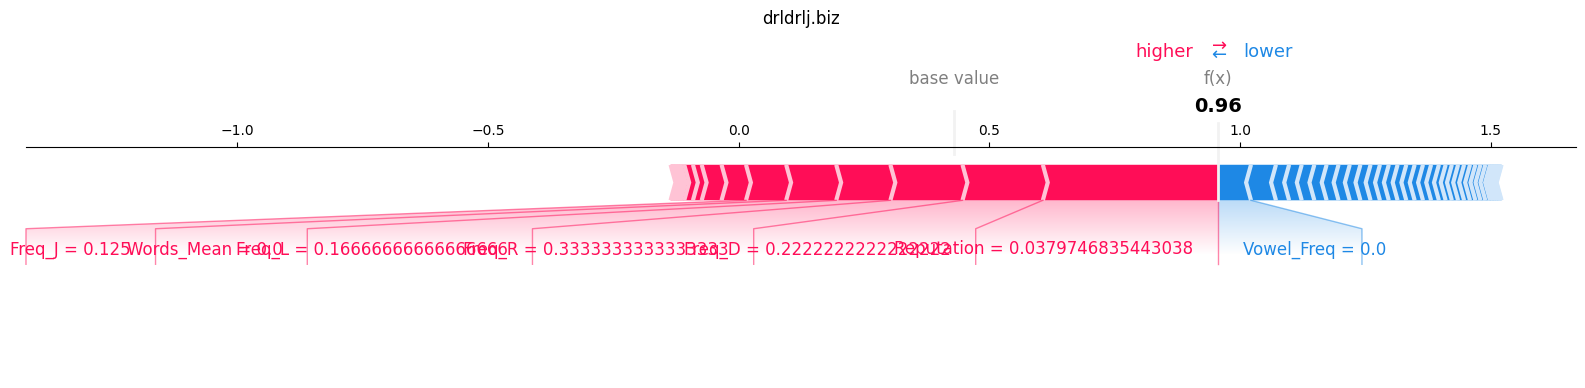 drldrlj.biz
higher ⇄ lower
base value f(x)
0.96
−1.0 −0.5 0.0 0.5 1.0 1.5
Freq_J = 0.125 Words_Mean = 0.0 Freq_L = 0.16666666666666666 Freq_R = 0.3333333333333333 Freq_D = 0.2222222222222222 Reputation = 0.0379746835443038 Vowel_Freq = 0.0